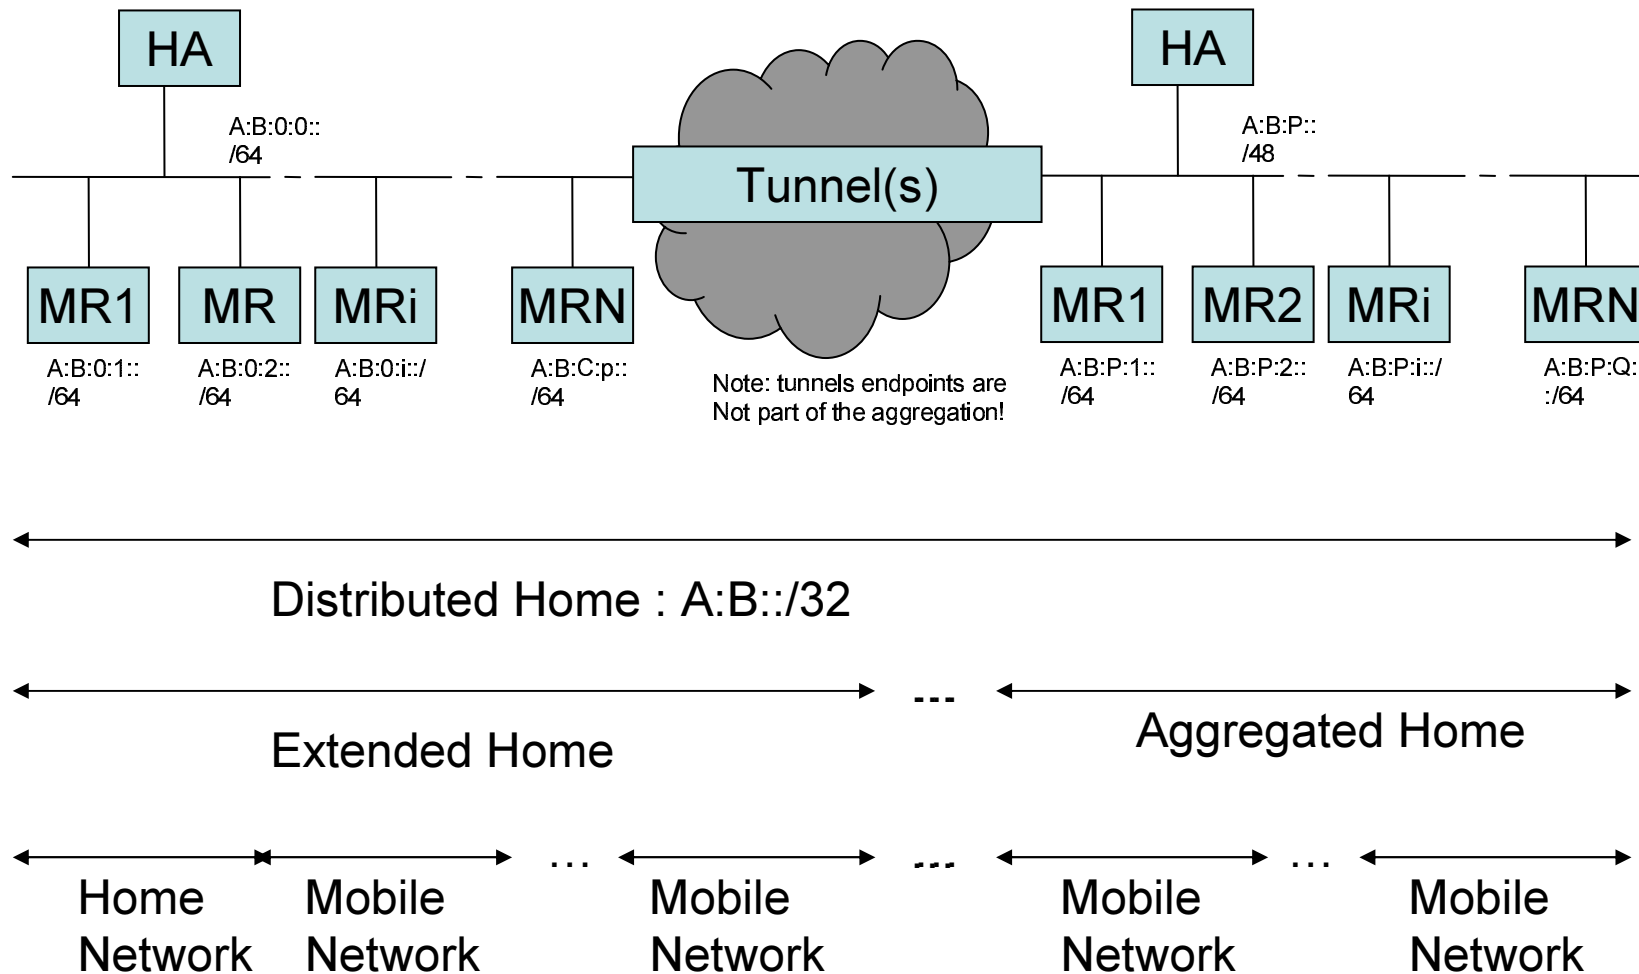 HA
HA
A:B:0:0::
/64
A:B:P::
/48
Tunnel(s)
MR1
MR
MRi
MRN
MR1
MR2
MRi
MRN
A:B:0:1::
/64
A:B:0:2::
/64
A:B:0:i::/
64
A:B:C:p::
/64
A:B:P:1::
/64
A:B:P:2::
/64
A:B:P:i::/
64
A:B:P:Q:
:/64
Note: tunnels endpoints are
Not part of the aggregation!
Distributed Home : A:B::/32
---
Extended Home
Aggregated Home
...
---
...
Home
Network
Mobile
Network
Mobile
Network
Mobile
Network
Mobile
Network